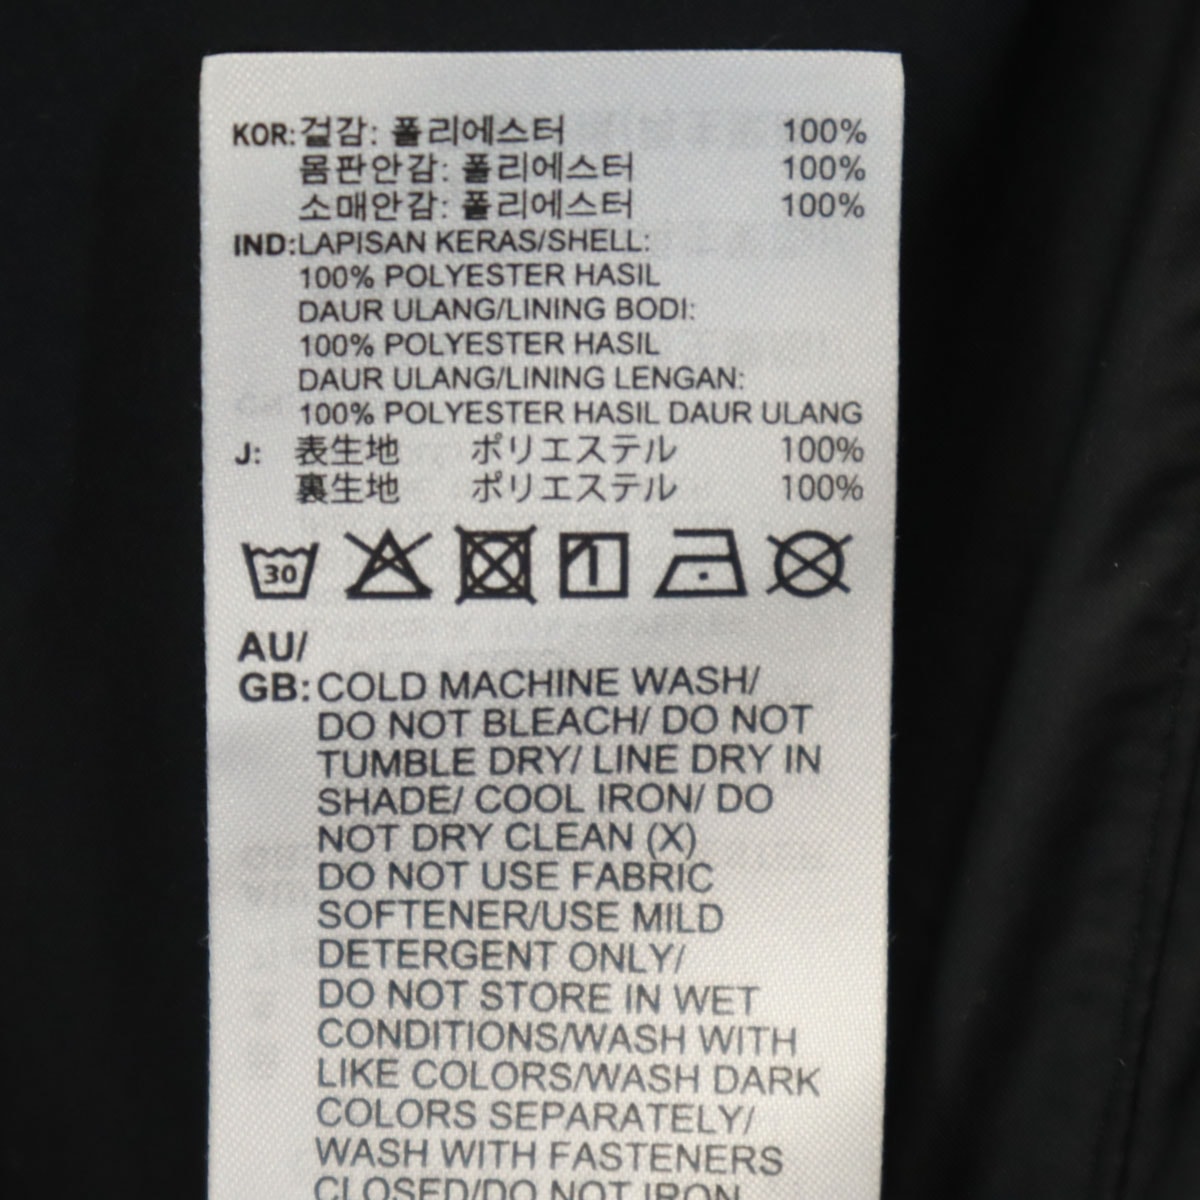 KOR:겉감: 폴리에스터 100%
몸판안감: 폴리에스터 100%
소매안감: 폴리에스터 100%
IND:LAPISAN KERAS/SHELL:
100% POLYESTER HASIL
DAUR ULANG/LINING BODI:
100% POLYESTER HASIL
DAUR ULANG/LINING LENGAN:
100% POLYESTER HASIL DAUR ULANG
J: 表生地 ポリエステル 100%
裏生地 ポリエステル 100%
30
AU/
GB:COLD MACHINE WASH/
DO NOT BLEACH/ DO NOT
TUMBLE DRY/ LINE DRY IN
SHADE/ COOL IRON/ DO
NOT DRY CLEAN (X)
DO NOT USE FABRIC
SOFTENER/USE MILD
DETERGENT ONLY/
DO NOT STORE IN WET
CONDITIONS/WASH WITH
LIKE COLORS/WASH DARK
COLORS SEPARATELY/
WASH WITH FASTENERS
CLOSED/DO NOT IRON